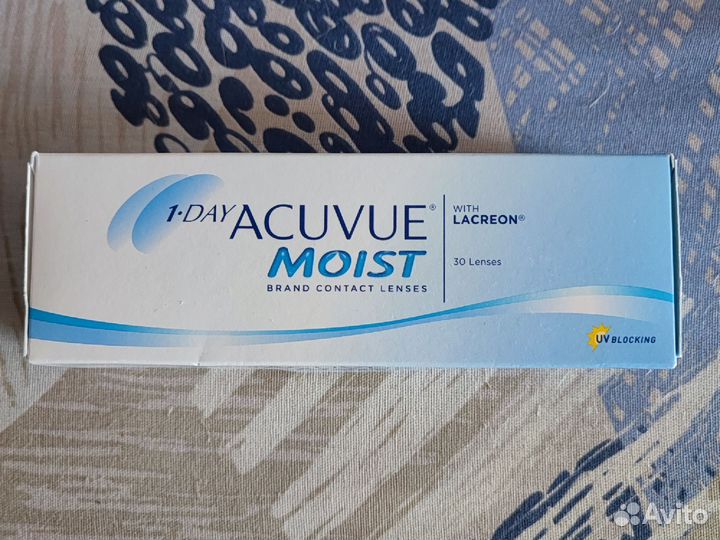 1·DAY ACUVUE®
MOIST
BRAND CONTACT LENSES
WITH
LACREON®
30 Lenses
UV BLOCKING
Avito